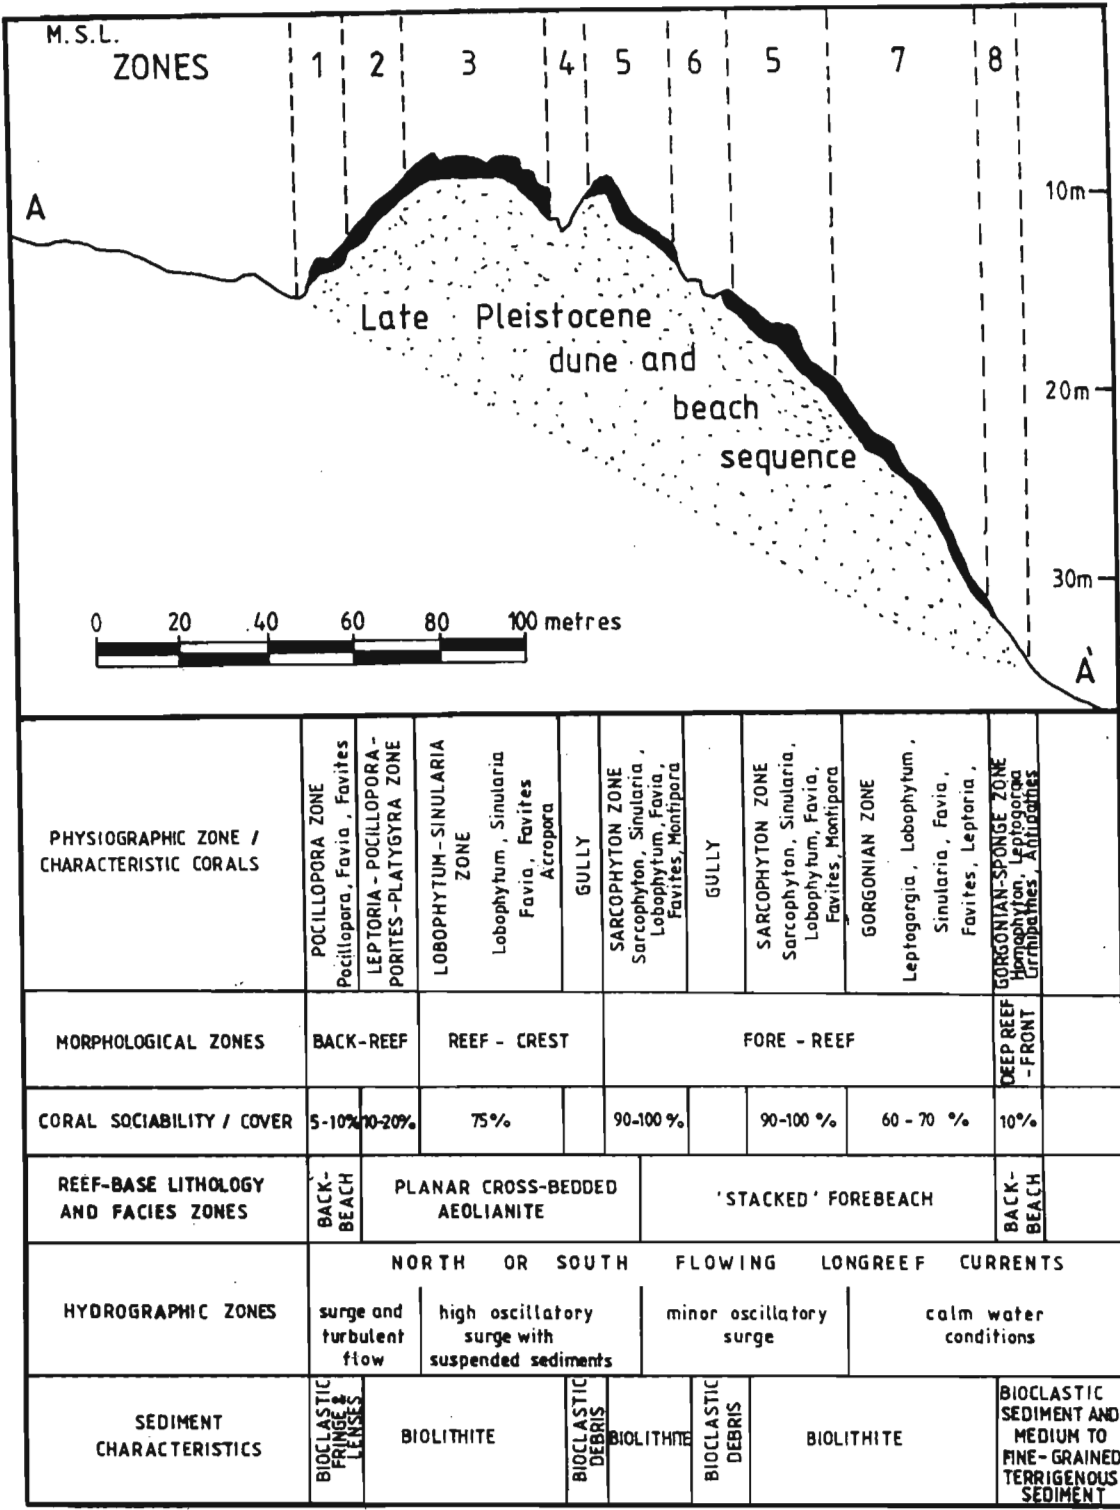 M.S.L.
ZONES 1 2 3 4 5 6 5 7 8
10m
A
Late Pleistocene
dune and
beach
sequence
20m
30m
0 20 40 60 80 100 metres
A'
PHYSIOGRAPHIC ZONE /
CHARACTERISTIC CORALS
POCILLOPORA ZONE
Pocillopora, Favia, Favites
LEPTORIA-POCILLOPORA-
PORITES-PLATYGYRA ZONE
LOBOPHYTUM-SINULARIA
ZONE
Lobophytum, Sinularia
Favia, Favites
Acropora
GULLY
SARCOPHYTON ZONE
Sarcophyton, Sinularia,
Lobophytum, Favia,
Favites, Montipora
GULLY
SARCOPHYTON ZONE
Sarcophyton, Sinularia,
Lobophytum, Favia,
Favites, Montipora
GORGONIAN ZONE
Leptogorgia, Lobophytum,
Sinularia, Favia,
Favites, Leptoria,
GORGONIAN-SPONGE ZONE
Homophyton, Leptogorgia
Cirrhipathes, Antipathes
MORPHOLOGICAL ZONES
BACK-REEF
REEF - CREST
FORE - REEF
DEEP REEF
-FRONT
CORAL SOCIABILITY / COVER
5-10%
10-20%
75%
90-100 %
90-100 %
60 - 70 %
10%
REEF-BASE LITHOLOGY
AND FACIES ZONES
BACK-
BEACH
PLANAR CROSS-BEDDED
AEOLIANITE
'STACKED' FOREBEACH
BACK-
BEACH
HYDROGRAPHIC ZONES
NORTH OR SOUTH FLOWING LONGREEF CURRENTS
surge and
turbulent
flow
high oscillatory
surge with
suspended sediments
minor oscillatory
surge
calm water
conditions
SEDIMENT
CHARACTERISTICS
BIOCLASTIC
FRINGE &
LENSES
BIOLITHITE
BIOCLASTIC
DEBRIS
BIOLITHITE
BIOCLASTIC
DEBRIS
BIOLITHITE
BIOCLASTIC
SEDIMENT AND
MEDIUM TO
FINE-GRAINED
TERRIGENOUS
SEDIMENT